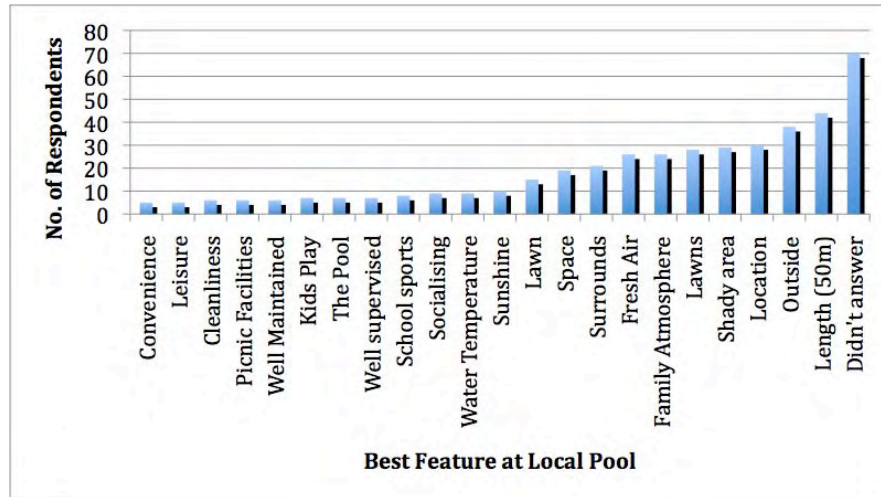 No. of Respondents
80
70
60
50
40
30
20
10
0
Convenience
Leisure
Cleanliness
Picnic Facilities
Well Maintained
Kids Play
The Pool
Well supervised
School sports
Socialising
Water Temperature
Sunshine
Lawn
Space
Surrounds
Fresh Air
Family Atmosphere
Lawns
Shady area
Location
Outside
Length (50m)
Didn't answer
Best Feature at Local Pool